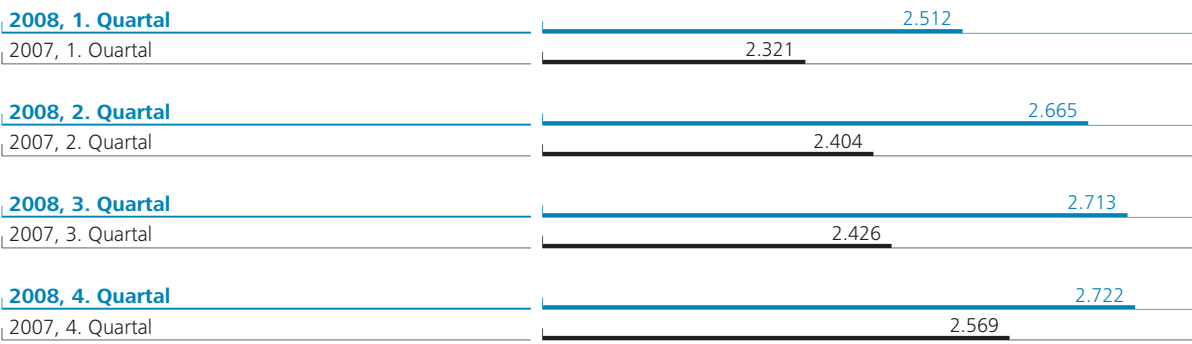 2008, 1. Quartal 2.512
2007, 1. Ouartal 2.321
2008, 2. Quartal 2.665
2007, 2. Quartal 2.404
2008, 3. Quartal 2.713
2007, 3. Quartal 2.426
2008, 4. Quartal 2.722
2007, 4. Quartal 2.569